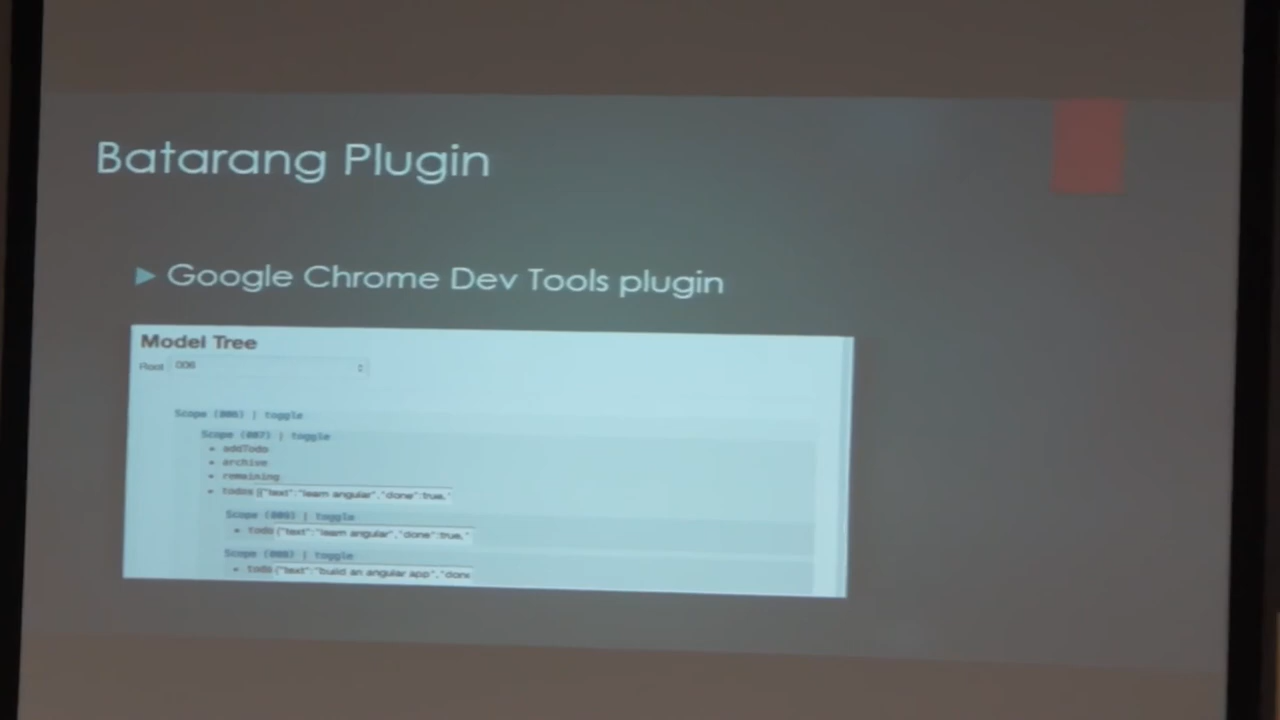 Batarang Plugin
Google Chrome Dev Tools plugin
Model Tree
Root 006
Scope (006) | toggle
Scope (007) | toggle
addTodo
archive
remaining
todos [{"text":"learn angular","done":true,"
Scope (009) | toggle
todo {"text":"learn angular","done":true,"
toggle
todo {"text":"build an angular app","done